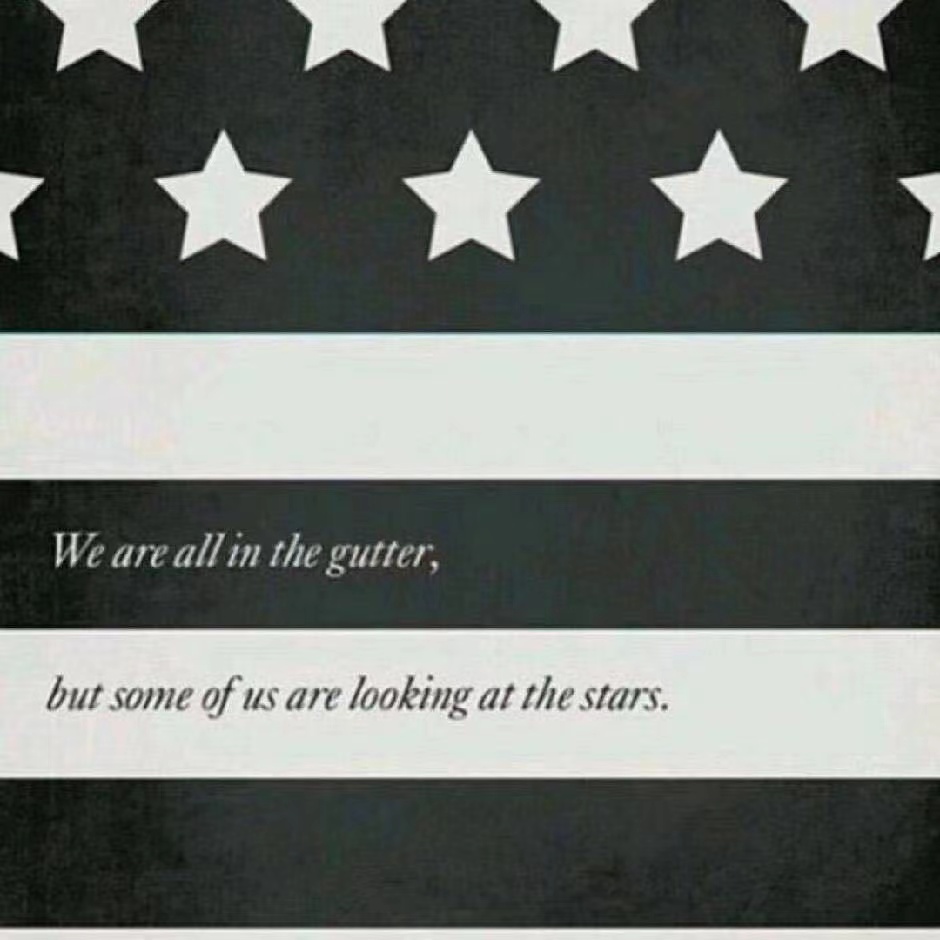 We are all in the gutter,
but some of us are looking at the stars.